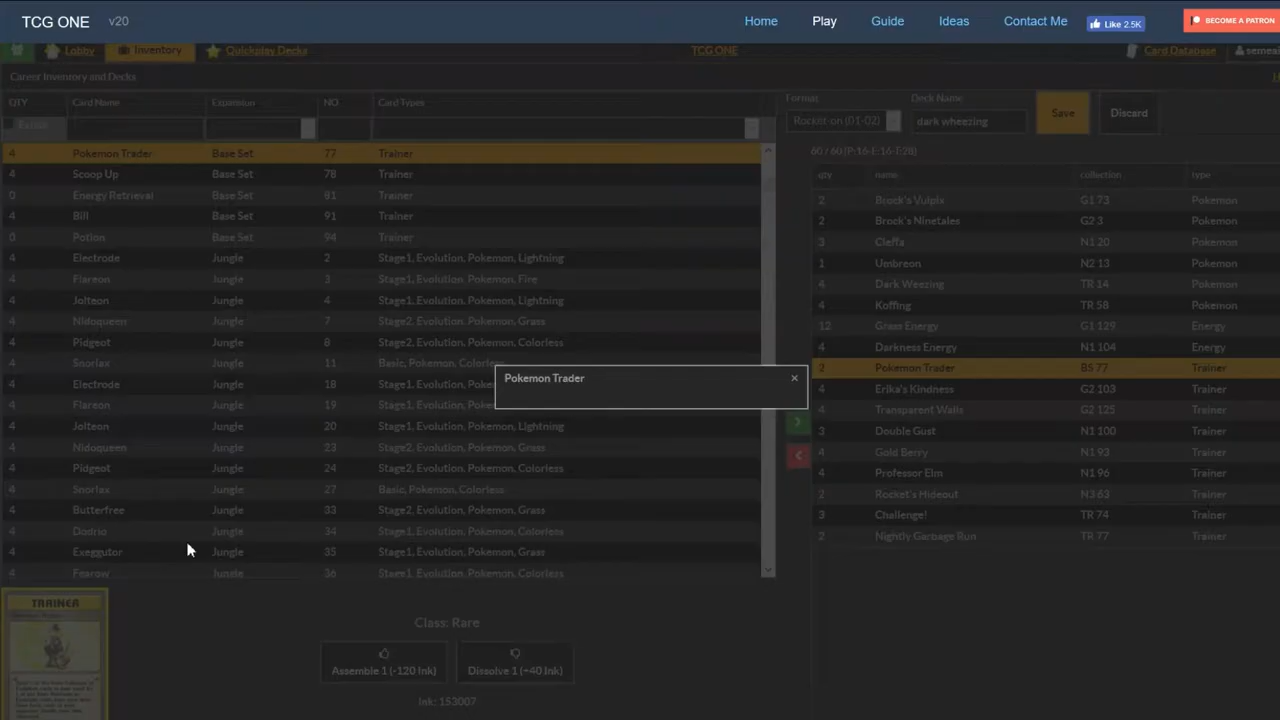 TCG ONE v20 Home Play Guide Ideas Contact Me Like 2.5K BECOME A PATRON
Lobby Inventory Quickplay Decks TCG ONE Card Database
Career Inventory and Decks
QTY Card Name Expansion NO Card Types
4 Pokemon Trader Base Set 77 Trainer
4 Scoop Up Base Set 78 Trainer
0 Energy Retrieval Base Set 81 Trainer
4 Bill Base Set 91 Trainer
0 Potion Base Set 94 Trainer
4 Electrode Jungle 2 Stage1, Evolution, Pokemon, Lightning
4 Flareon Jungle 3 Stage1, Evolution, Pokemon, Fire
4 Jolteon Jungle 4 Stage1, Evolution, Pokemon, Lightning
4 Nidoqueen Jungle 7 Stage2, Evolution, Pokemon, Grass
4 Pidgeot Jungle 8 Stage2, Evolution, Pokemon, Colorless
4 Snorlax Jungle 11 Basic, Pokemon, Colorless
4 Electrode Jungle 18
4 Flareon Jungle 19
4 Jolteon Jungle 20 Stage1, Evolution, Pokemon, Lightning
4 Nidoqueen Jungle 23 Stage2, Evolution, Pokemon, Grass
4 Pidgeot Jungle 24 Stage2, Evolution, Pokemon, Colorless
4 Snorlax Jungle 27 Basic, Pokemon, Colorless
4 Butterfree Jungle 33 Stage2, Evolution, Pokemon, Grass
4 Dodrio Jungle 34 Stage1, Evolution, Pokemon, Colorless
4 Exeggutor Jungle 35 Stage1, Evolution, Pokemon, Grass
4 Fearow Jungle 36 Stage1, Evolution, Pokemon, Colorless
Pokemon Trader ×
TRAINER
Class: Rare
Assemble 1 (-120 Ink) Dissolve 1 (+40 Ink)
Ink: 153007
Format Deck Name
Rocket-on (01-02) dark wheezing Save Discard
60 / 60 (P:16-E:16-E:28)
qty name collection type
2 Brock's Vulpix G1 73 Pokemon
2 Brock's Ninetales G2 3 Pokemon
3 Cleffa N1 20 Pokemon
1 Umbreon N2 13 Pokemon
4 Dark Weezing TR 14 Pokemon
4 Koffing TR 58 Pokemon
12 Grass Energy G1 129 Energy
4 Darkness Energy N1 104 Energy
2 Pokemon Trader BS 77 Trainer
4 Erika's Kindness G2 103 Trainer
4 Transparent Walls G2 125 Trainer
3 Double Gust N1 100 Trainer
4 Gold Berry N1 93 Trainer
4 Professor Elm N1 96 Trainer
2 Rocket's Hideout N3 63 Trainer
3 Challenge! TR 74 Trainer
2 Nightly Garbage Run TR 77 Trainer